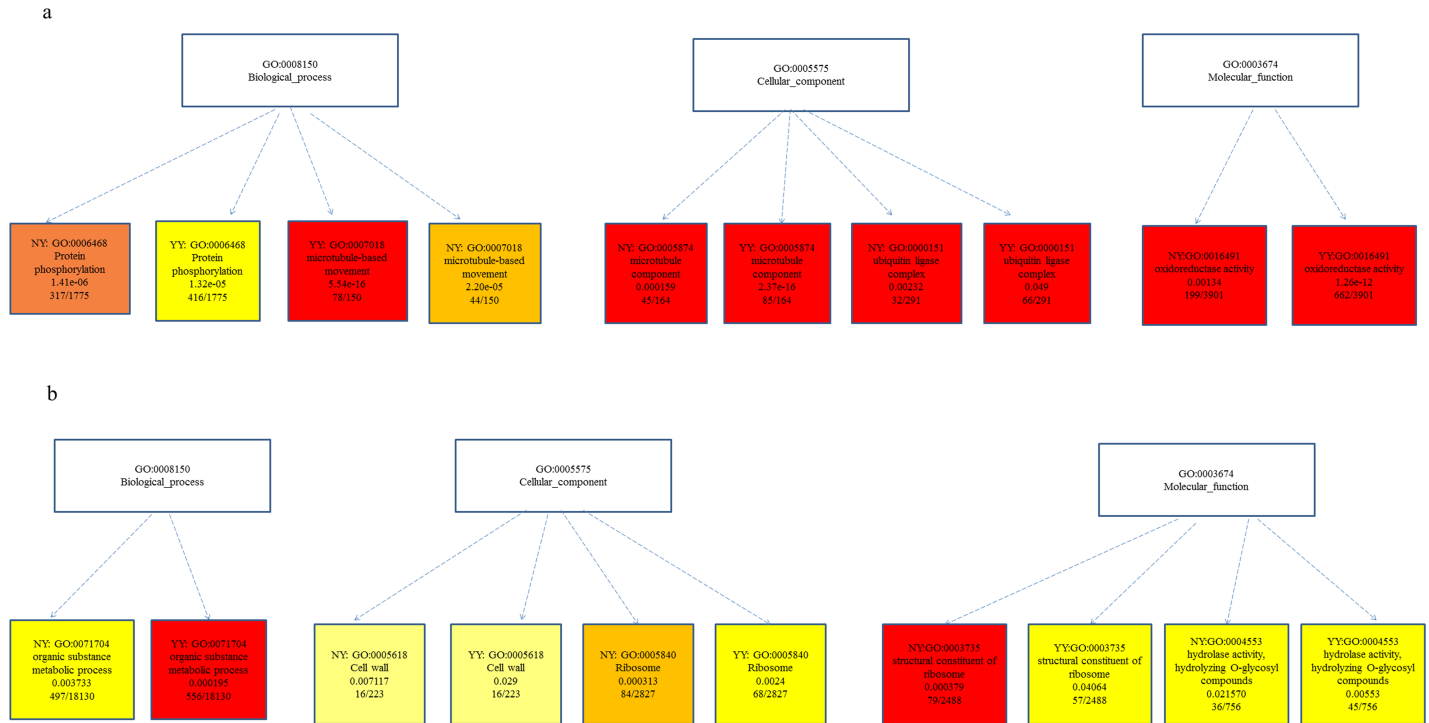 a
GO:0008150
Biological_process
GO:0005575
Cellular_component
GO:0003674
Molecular_function
NY: GO:0006468
Protein
phosphorylation
1.41e-06
317/1775
YY: GO:0006468
Protein
phosphorylation
1.32e-05
416/1775
YY: GO:0007018
microtubule-based
movement
5.54e-16
78/150
NY: GO:0007018
microtubule-based
movement
2.20e-05
44/150
NY: GO:0005874
microtubule
component
0.000159
45/164
YY: GO:0005874
microtubule
component
2.37e-16
85/164
NY: GO:0000151
ubiquitin ligase
complex
0.00232
32/291
YY: GO:0000151
ubiquitin ligase
complex
0.049
66/291
NY:GO:0016491
oxidoreductase activity
0.00134
199/3901
YY:GO:0016491
oxidoreductase activity
1.26e-12
662/3901
b
GO:0008150
Biological_process
GO:0005575
Cellular_component
GO:0003674
Molecular_function
NY: GO:0071704
organic substance
metabolic process
0.003733
497/18130
YY: GO:0071704
organic substance
metabolic process
0.000195
556/18130
NY: GO:0005618
Cell wall
0.007117
16/223
YY: GO:0005618
Cell wall
0.029
16/223
NY: GO:0005840
Ribosome
0.000313
84/2827
YY: GO:0005840
Ribosome
0.0024
68/2827
NY:GO:0003735
structural constituent of
ribosome
0.000379
79/2488
YY:GO:0003735
structural constituent of
ribosome
0.04064
57/2488
NY:GO:0004553
hydrolase activity,
hydrolyzing O-glycosyl
compounds
0.021570
36/756
YY:GO:0004553
hydrolase activity,
hydrolyzing O-glycosyl
compounds
0.00553
45/756